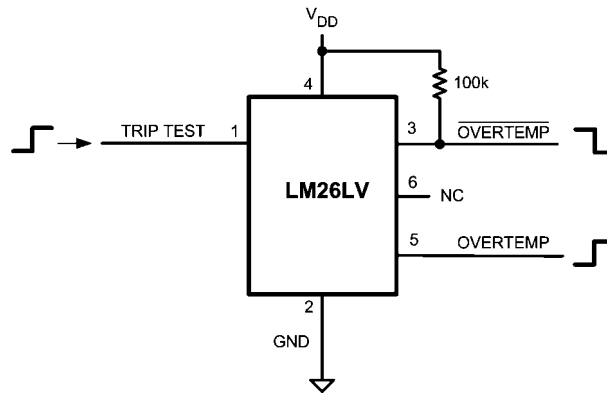 VDD
4
100k
TRIP TEST
1
3
OVERTEMP
LM26LV
6
NC
5
OVERTEMP
2
GND